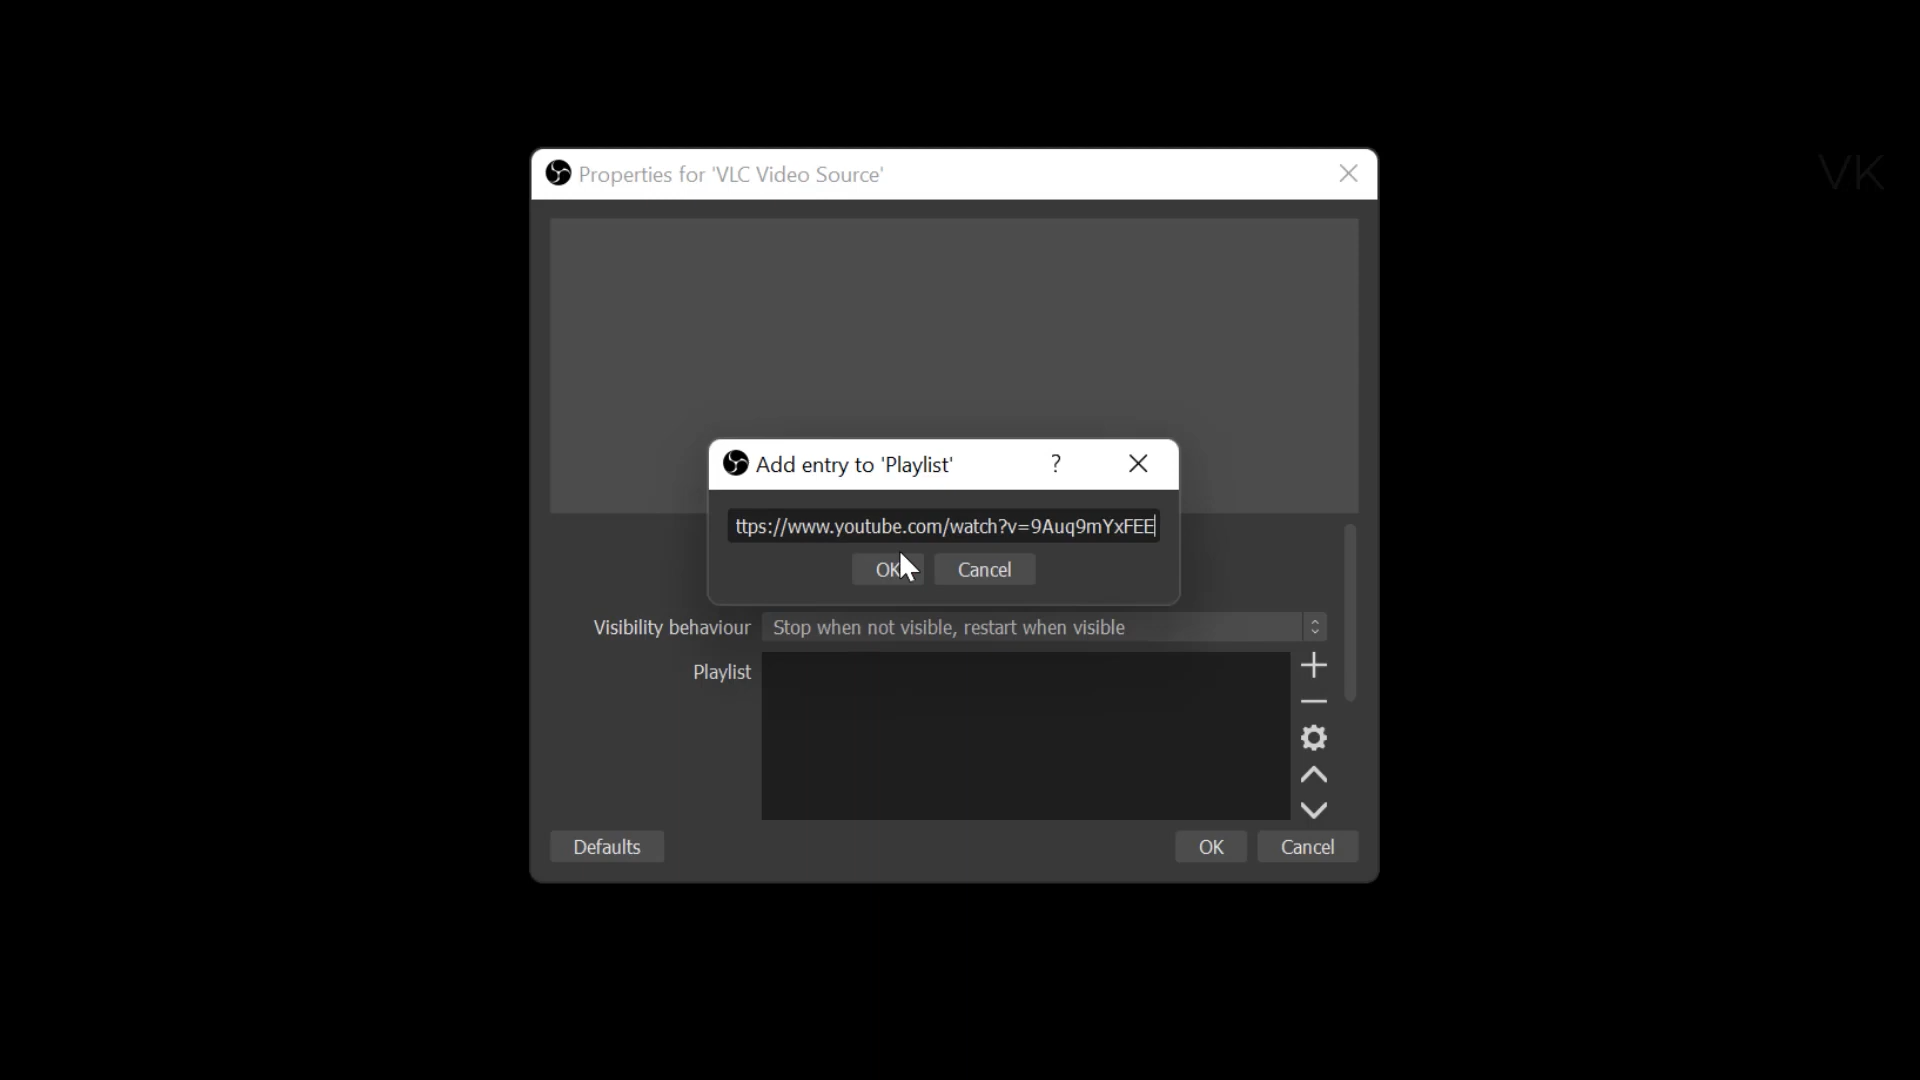 Properties for 'VLC Video Source'
VK
Add entry to 'Playlist'
?
ttps://www.youtube.com/watch?v=9Auq9mYxFEE
OK Cancel
Visibility behaviour Stop when not visible, restart when visible
Playlist
Defaults OK Cancel